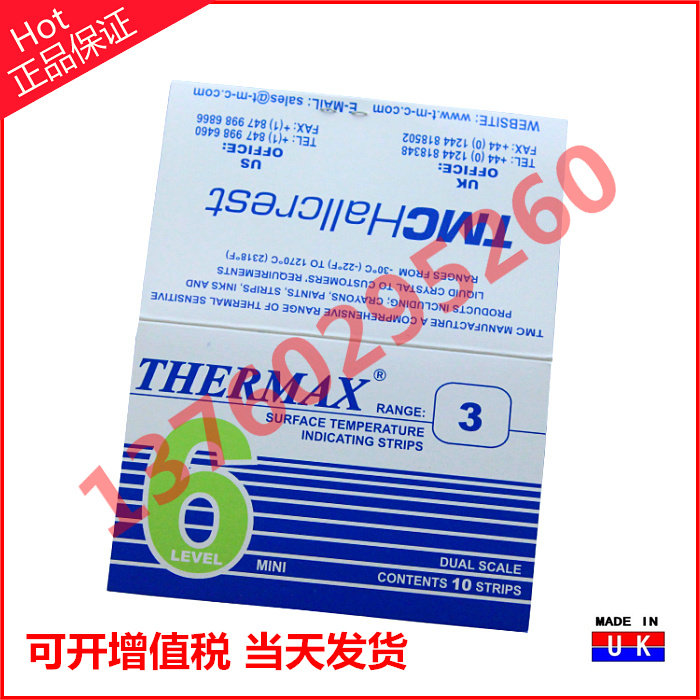 Hot
正品保证
WEBSITE: www.t-m-c.com
E-MAIL: sales@t-m-c.com
UK
OFFICE:
TEL: +44 (0) 1244 818348
FAX: +44 (0) 1244 818502
US
OFFICE:
TEL: +(1) 847 998 6460
FAX: +(1) 847 998 6866
TMCHallcrest
TMC MANUFACTURE A COMPREHENSIVE RANGE OF THERMAL SENSITIVE
PRODUCTS INCLUDING: CRAYONS, PAINTS, STRIPS, INKS AND
LIQUID CRYSTAL TO CUSTOMERS' REQUIREMENTS
RANGES FROM -30°C (-22°F) TO 1270°C (2318°F)
THERMAX®
RANGE: 3
SURFACE TEMPERATURE
INDICATING STRIPS
6
LEVEL
MINI
DUAL SCALE
CONTENTS 10 STRIPS
13760295260
可开增值税 当天发货
MADE IN
UK